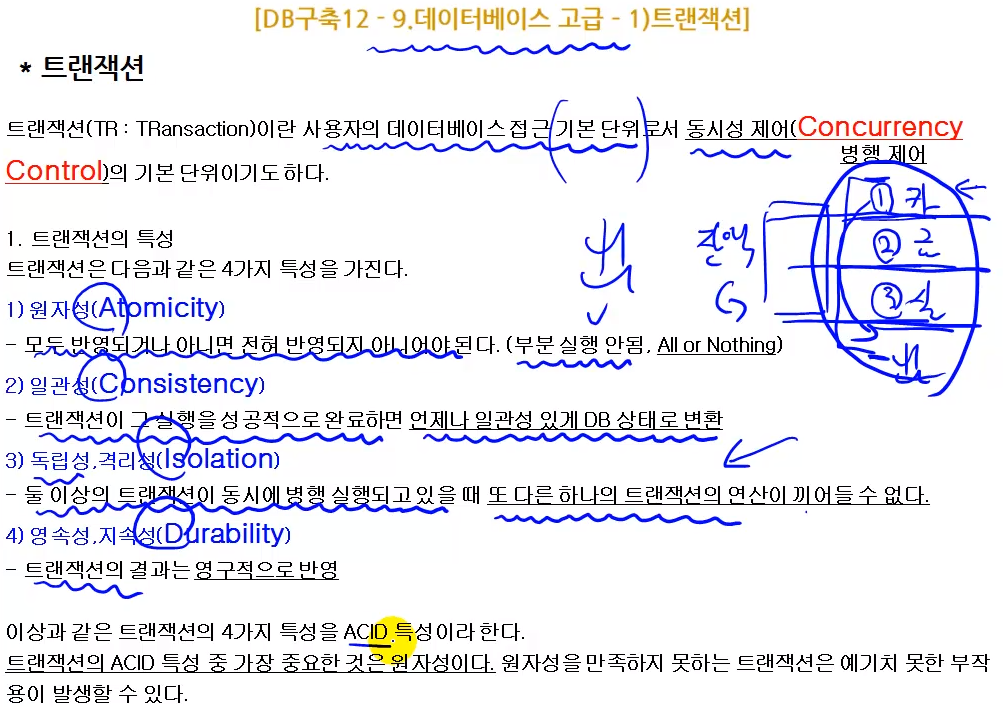 [DB구축12 - 9.데이터베이스 고급 - 1)트랜잭션]
* 트랜잭션
트랜잭션(TR : TRansaction)이란 사용자의 데이터베이스 접근 기본 단위로서 동시성 제어(Concurrency
병행 제어
Control)의 기본 단위이기도 하다.
① 카
1. 트랜잭션의 특성
잔액
② 근
트랜잭션은 다음과 같은 4가지 특성을 가진다.
③
1) 원자성(Atomicity)
- 모두 반영되거나 아니면 전혀 반영되지 아니어야 된다. (부분 실행 안됨, All or Nothing)
2) 일관성(Consistency)
- 트랜잭션이 그 실행을 성공적으로 완료하면 언제나 일관성 있게 DB 상태로 변환
3) 독립성,격리성(Isolation)
- 둘 이상의 트랜잭션이 동시에 병행 실행되고 있을 때 또 다른 하나의 트랜잭션의 연산이 끼어들 수 없다.
4) 영속성,지속성(Durability)
- 트랜잭션의 결과는 영구적으로 반영
이상과 같은 트랜잭션의 4가지 특성을 ACID 특성이라 한다.
트랜잭션의 ACID 특성 중 가장 중요한 것은 원자성이다. 원자성을 만족하지 못하는 트랜잭션은 예기치 못한 부작
용이 발생할 수 있다.